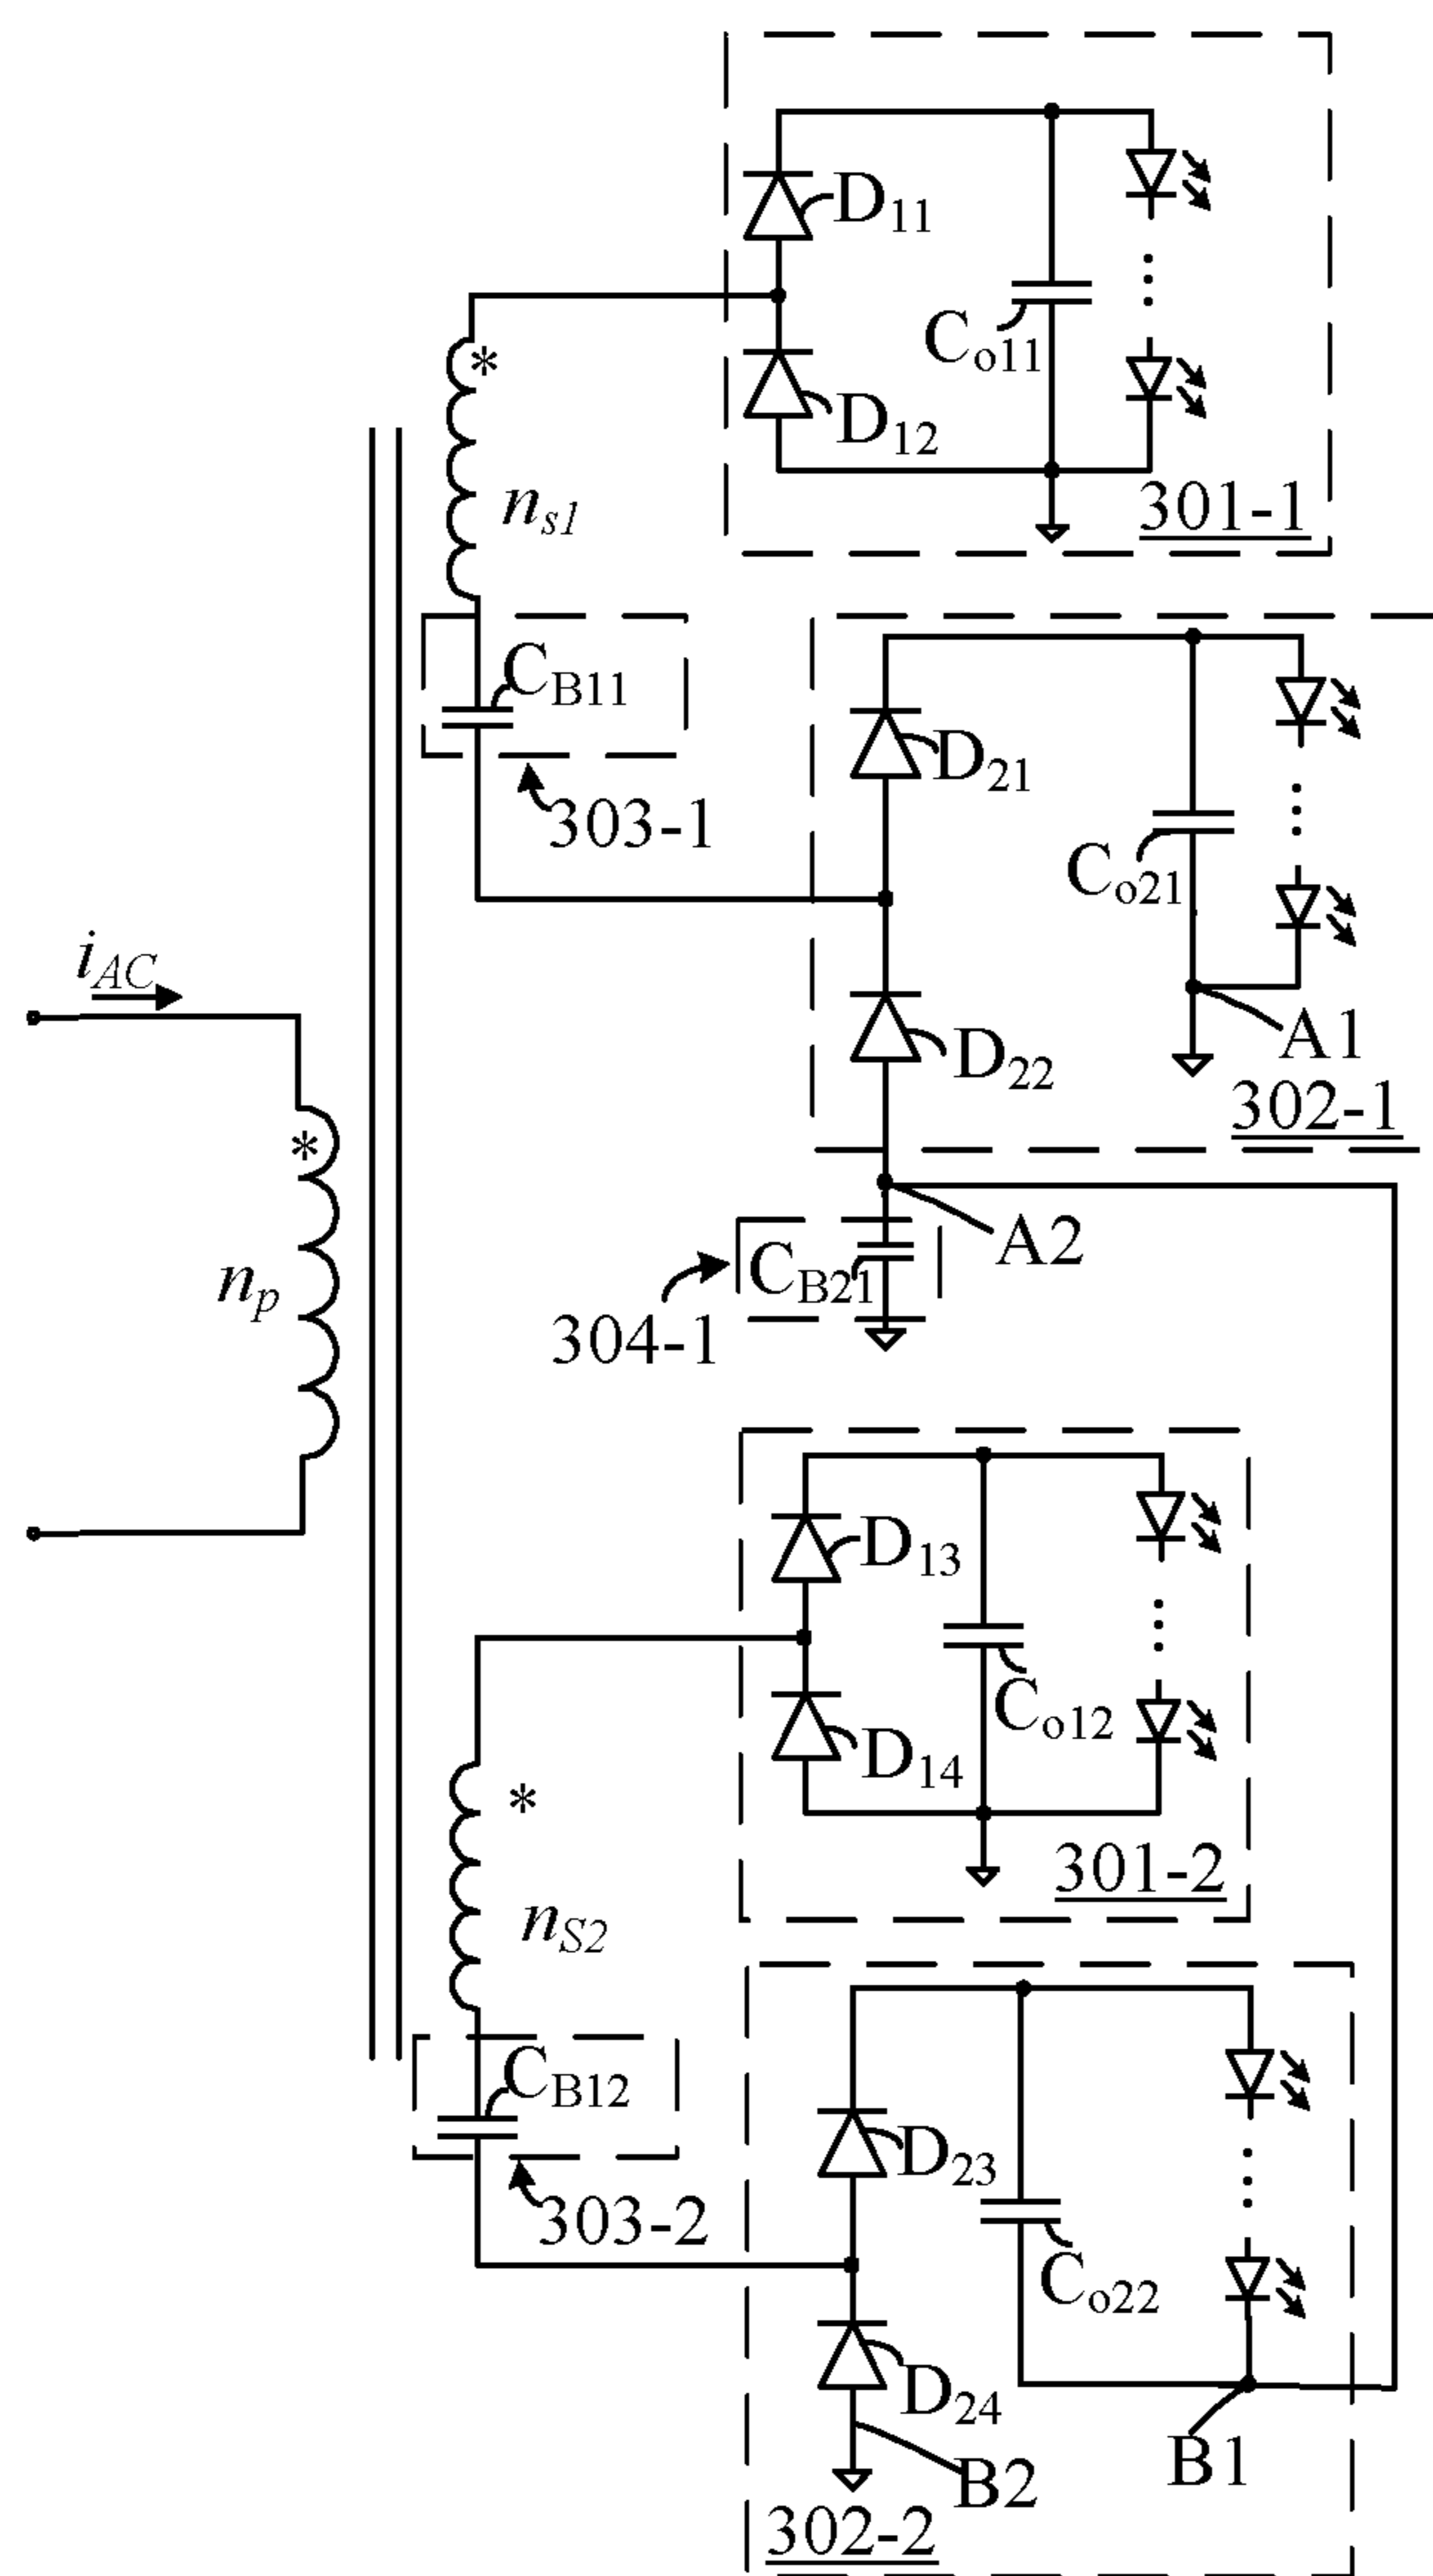 D11
Co11
*
D12
ns1
301-1
CB11
D21
303-1
Co21
iAC
A1
D22
302-1
*
A2
np
CB21
304-1
D13
Co12
D14
*
301-2
nS2
CB12
D23
303-2
Co22
D24
B1
B2
302-2